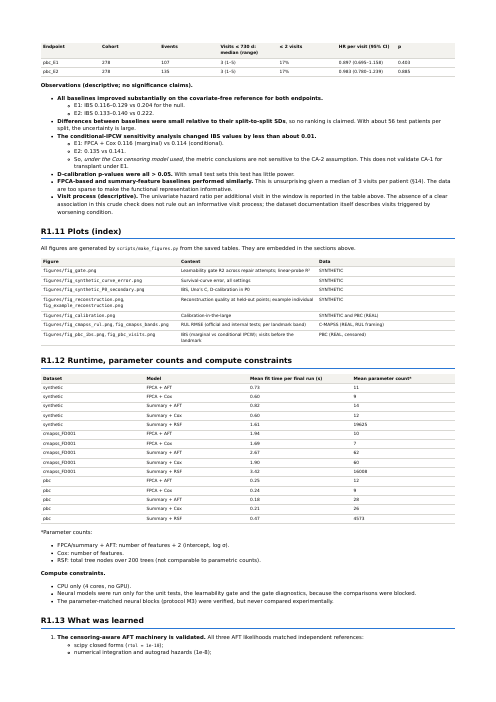 Endpoint Cohort Events Visits ≤ 730 d: median (range) ≤ 2 visits HR per visit (95% CI) p
pbc_E1 278 107 3 (1–5) 17% 0.897 (0.695–1.158) 0.403
pbc_E2 278 135 3 (1–5) 17% 0.983 (0.780–1.239) 0.885
Observations (descriptive; no significance claims).
• All baselines improved substantially on the covariate-free reference for both endpoints.
E1: IBS 0.116–0.129 vs 0.204 for the null.
E2: IBS 0.133–0.140 vs 0.222.
• Differences between baselines were small relative to their split-to-split SDs, so no ranking is claimed. With about 56 test patients per
split, the uncertainty is large.
• The conditional-IPCW sensitivity analysis changed IBS values by less than about 0.01.
E1: FPCA + Cox 0.116 (marginal) vs 0.114 (conditional).
E2: 0.135 vs 0.141.
So, under the Cox censoring model used, the metric conclusions are not sensitive to the CA-2 assumption. This does not validate CA-1 for
transplant under E1.
• D-calibration p-values were all > 0.05. With small test sets this test has little power.
• FPCA-based and summary-feature baselines performed similarly. This is unsurprising given a median of 3 visits per patient (§14). The data
are too sparse to make the functional representation informative.
• Visit process (descriptive). The univariate hazard ratio per additional visit in the window is reported in the table above. The absence of a clear
association in this crude check does not rule out an informative visit process; the dataset documentation itself describes visits triggered by
worsening condition.
R1.11 Plots (index)
All figures are generated by scripts/make_figures.py from the saved tables. They are embedded in the sections above.
Figure Content Data
figures/fig_gate.png Learnability gate R2 across repair attempts; linear-probe R² SYNTHETIC
figures/fig_synthetic_curve_error.png Survival-curve error, all settings SYNTHETIC
figures/fig_synthetic_P0_secondary.png IBS, Uno's C, D-calibration in P0 SYNTHETIC
figures/fig_reconstruction.png, Reconstruction quality at held-out points; example individual SYNTHETIC
fig_example_reconstruction.png
figures/fig_calibration.png Calibration-in-the-large SYNTHETIC and PBC (REAL)
figures/fig_cmapss_rul.png, fig_cmapss_bands.png RUL RMSE (official and internal tests; per landmark band) C-MAPSS (REAL, RUL framing)
figures/fig_pbc_ibs.png, fig_pbc_visits.png IBS (marginal vs conditional IPCW); visits before the PBC (REAL, censored)
landmark
R1.12 Runtime, parameter counts and compute constraints
Dataset Model Mean fit time per final run (s) Mean parameter count*
synthetic FPCA + AFT 0.73 11
synthetic FPCA + Cox 0.60 9
synthetic Summary + AFT 0.82 14
synthetic Summary + Cox 0.60 12
synthetic Summary + RSF 1.61 19625
cmapss_FD001 FPCA + AFT 1.94 10
cmapss_FD001 FPCA + Cox 1.69 7
cmapss_FD001 Summary + AFT 2.67 62
cmapss_FD001 Summary + Cox 1.90 60
cmapss_FD001 Summary + RSF 3.42 16008
pbc FPCA + AFT 0.25 12
pbc FPCA + Cox 0.24 9
pbc Summary + AFT 0.18 28
pbc Summary + Cox 0.21 26
pbc Summary + RSF 0.47 4573
*Parameter counts:
• FPCA/summary + AFT: number of features + 2 (intercept, log σ).
• Cox: number of features.
• RSF: total tree nodes over 200 trees (not comparable to parametric counts).
Compute constraints.
• CPU only (4 cores, no GPU).
• Neural models were run only for the unit tests, the learnability gate and the gate diagnostics, because the comparisons were blocked.
• The parameter-matched neural blocks (protocol M3) were verified, but never compared experimentally.
R1.13 What was learned
1. The censoring-aware AFT machinery is validated. All three AFT likelihoods matched independent references:
scipy closed forms (rtol = 1e-10);
numerical integration and autograd hazards (1e-8);